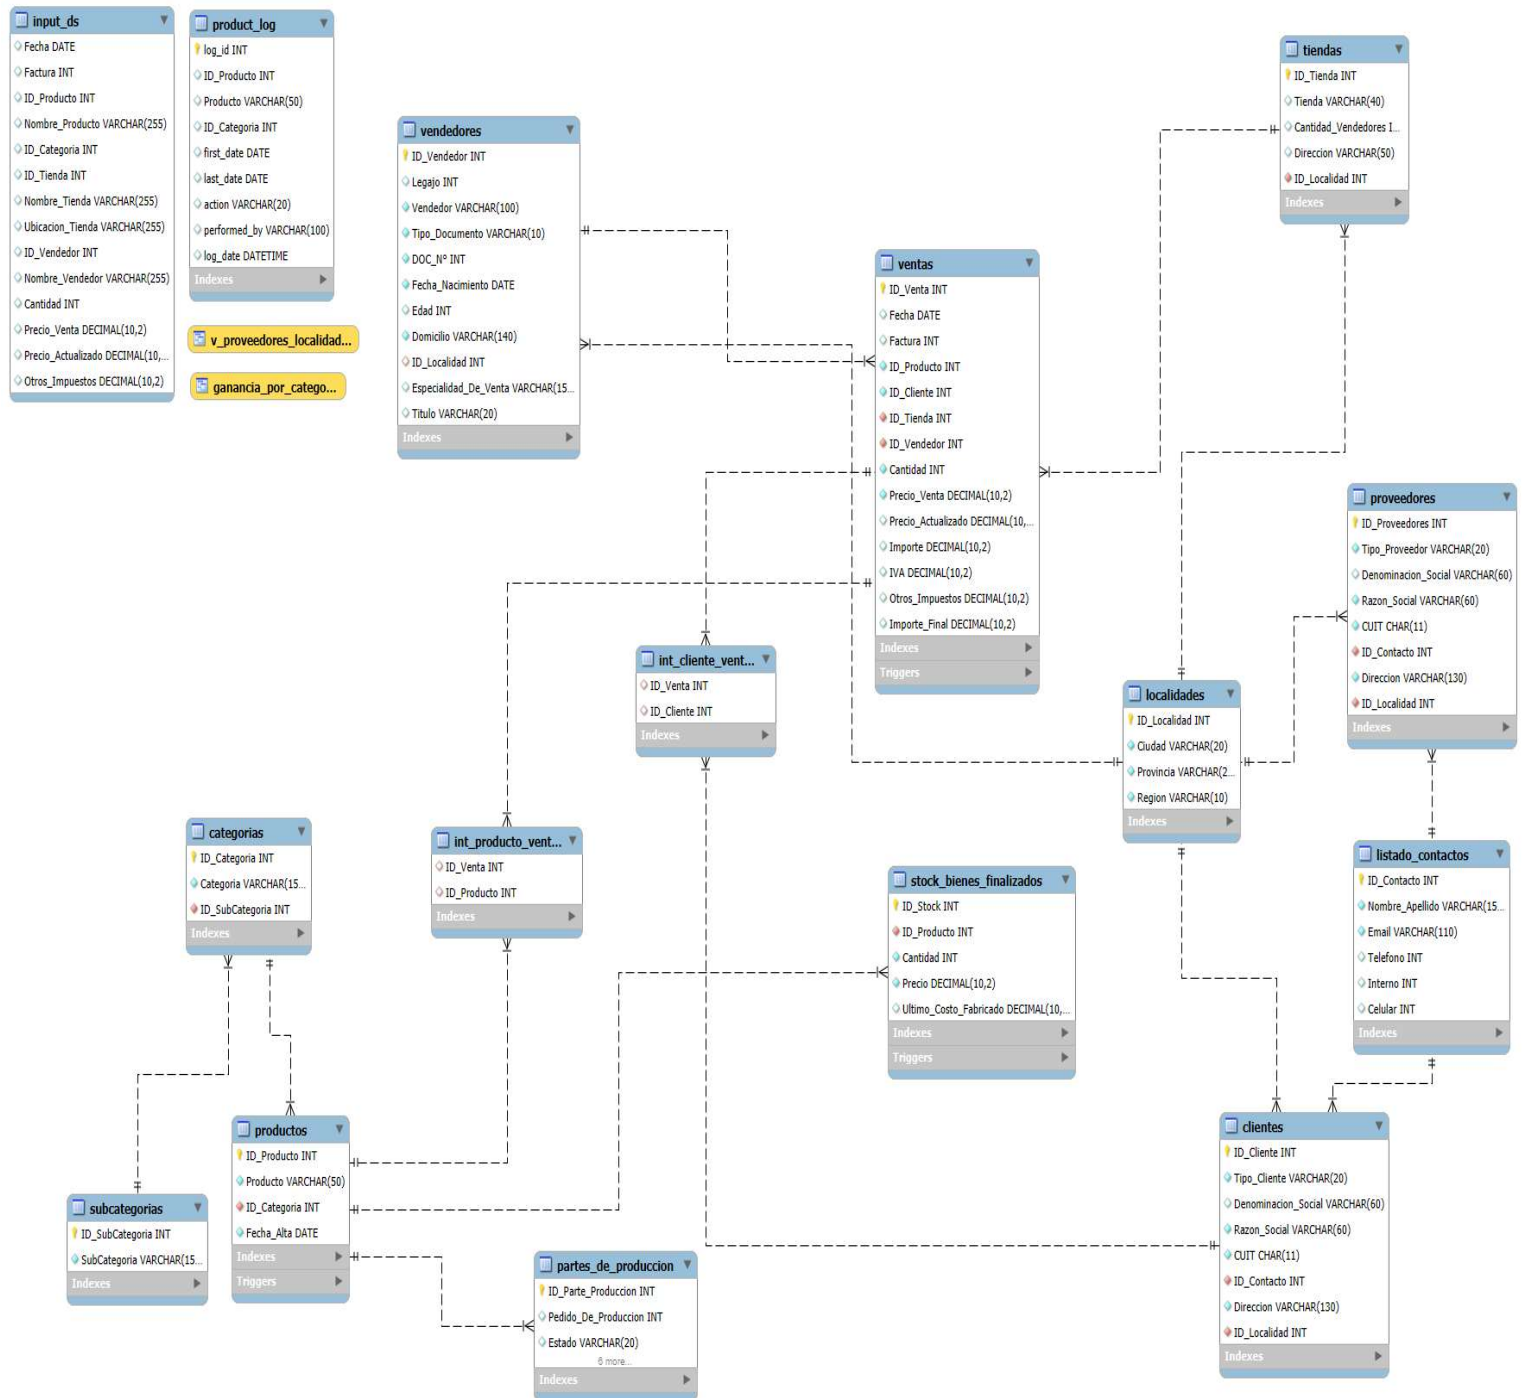 input_ds
Fecha DATE
Factura INT
ID_Producto INT
Nombre_Producto VARCHAR(255)
ID_Categoria INT
ID_Tienda INT
Nombre_Tienda VARCHAR(255)
Ubicacion_Tienda VARCHAR(255)
ID_Vendedor INT
Nombre_Vendedor VARCHAR(255)
Cantidad INT
Precio_Venta DECIMAL(10,2)
Precio_Actualizado DECIMAL(10,...
Otros_Impuestos DECIMAL(10,2)
product_log
log_id INT
ID_Producto INT
Producto VARCHAR(50)
ID_Categoria INT
first_date DATE
last_date DATE
action VARCHAR(20)
performed_by VARCHAR(100)
log_date DATETIME
Indexes
v_proveedores_localidad...
ganancia_por_catego...
vendedores
ID_Vendedor INT
Legajo INT
Vendedor VARCHAR(100)
Tipo_Documento VARCHAR(10)
DOC_Nº INT
Fecha_Nacimiento DATE
Edad INT
Domicilio VARCHAR(140)
ID_Localidad INT
Especialidad_De_Venta VARCHAR(15...
Titulo VARCHAR(20)
Indexes
ventas
ID_Venta INT
Fecha DATE
Factura INT
ID_Producto INT
ID_Cliente INT
ID_Tienda INT
ID_Vendedor INT
Cantidad INT
Precio_Venta DECIMAL(10,2)
Precio_Actualizado DECIMAL(10,...
Importe DECIMAL(10,2)
IVA DECIMAL(10,2)
Otros_Impuestos DECIMAL(10,2)
Importe_Final DECIMAL(10,2)
Indexes
Triggers
tiendas
ID_Tienda INT
Tienda VARCHAR(40)
Cantidad_Vendedores I...
Direccion VARCHAR(50)
ID_Localidad INT
Indexes
proveedores
ID_Proveedores INT
Tipo_Proveedor VARCHAR(20)
Denominacion_Social VARCHAR(60)
Razon_Social VARCHAR(60)
CUIT CHAR(11)
ID_Contacto INT
Direccion VARCHAR(130)
ID_Localidad INT
Indexes
int_cliente_vent...
ID_Venta INT
ID_Cliente INT
Indexes
localidades
ID_Localidad INT
Ciudad VARCHAR(20)
Provincia VARCHAR(2...
Region VARCHAR(10)
Indexes
categorias
ID_Categoria INT
Categoria VARCHAR(15...
ID_SubCategoria INT
Indexes
int_producto_vent...
ID_Venta INT
ID_Producto INT
Indexes
stock_bienes_finalizados
ID_Stock INT
ID_Producto INT
Cantidad INT
Precio DECIMAL(10,2)
Ultimo_Costo_Fabricado DECIMAL(10,...
Indexes
Triggers
listado_contactos
ID_Contacto INT
Nombre_Apellido VARCHAR(15...
Email VARCHAR(110)
Telefono INT
Interno INT
Celular INT
Indexes
subcategorias
ID_SubCategoria INT
SubCategoria VARCHAR(15...
Indexes
productos
ID_Producto INT
Producto VARCHAR(50)
ID_Categoria INT
Fecha_Alta DATE
Indexes
Triggers
partes_de_produccion
ID_Parte_Produccion INT
Pedido_De_Produccion INT
Estado VARCHAR(20)
6 more...
Indexes
clientes
ID_Cliente INT
Tipo_Cliente VARCHAR(20)
Denominacion_Social VARCHAR(60)
Razon_Social VARCHAR(60)
CUIT CHAR(11)
ID_Contacto INT
Direccion VARCHAR(130)
ID_Localidad INT
Indexes